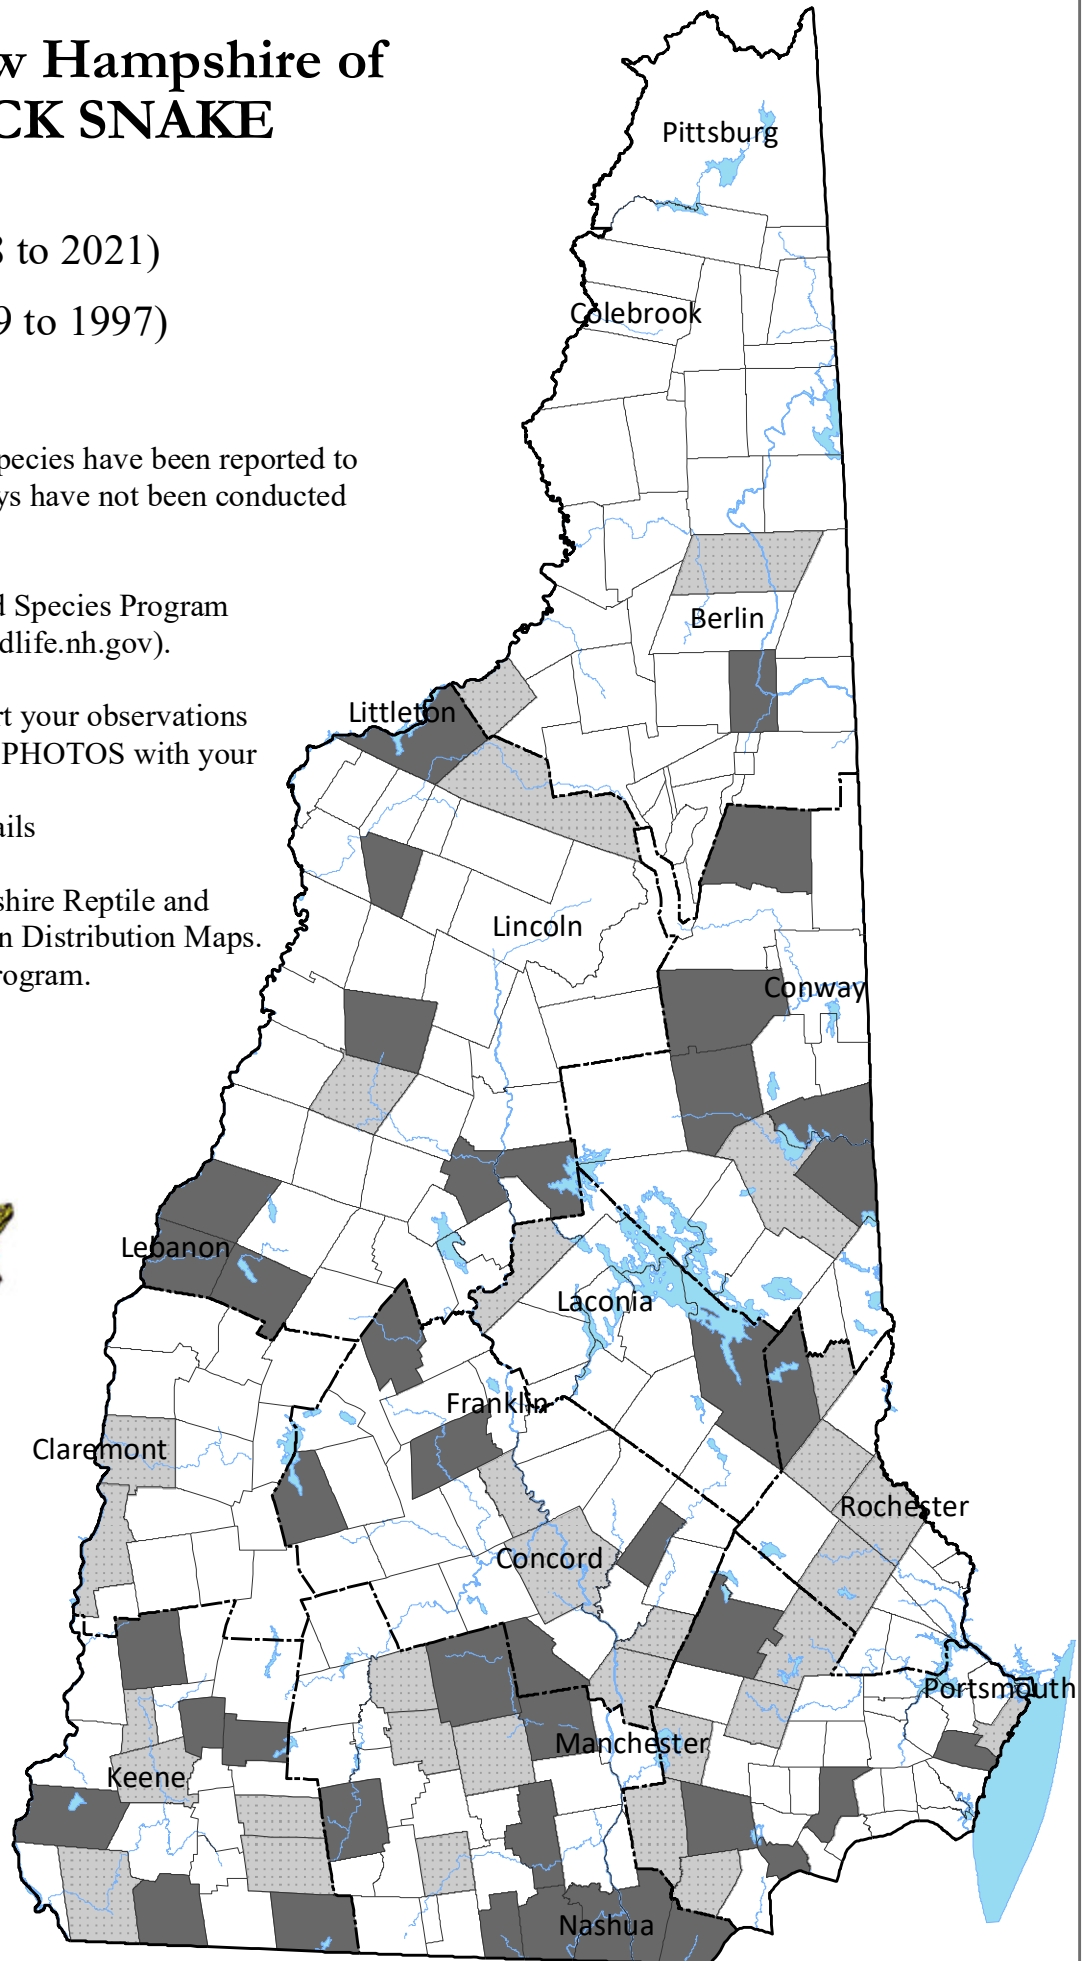 w Hampshire of
CK SNAKE
8 to 2021)
9 to 1997)
pecies have been reported to
ys have not been conducted
d Species Program
dlife.nh.gov).
rt your observations
PHOTOS with your
ails
shire Reptile and
n Distribution Maps.
rogram.
Pittsburg
Colebrook
Berlin
Littleton
Lincoln
Conway
Lebanon
Laconia
Franklin
Claremont
Rochester
Concord
Portsmouth
Manchester
Keene
Nashua